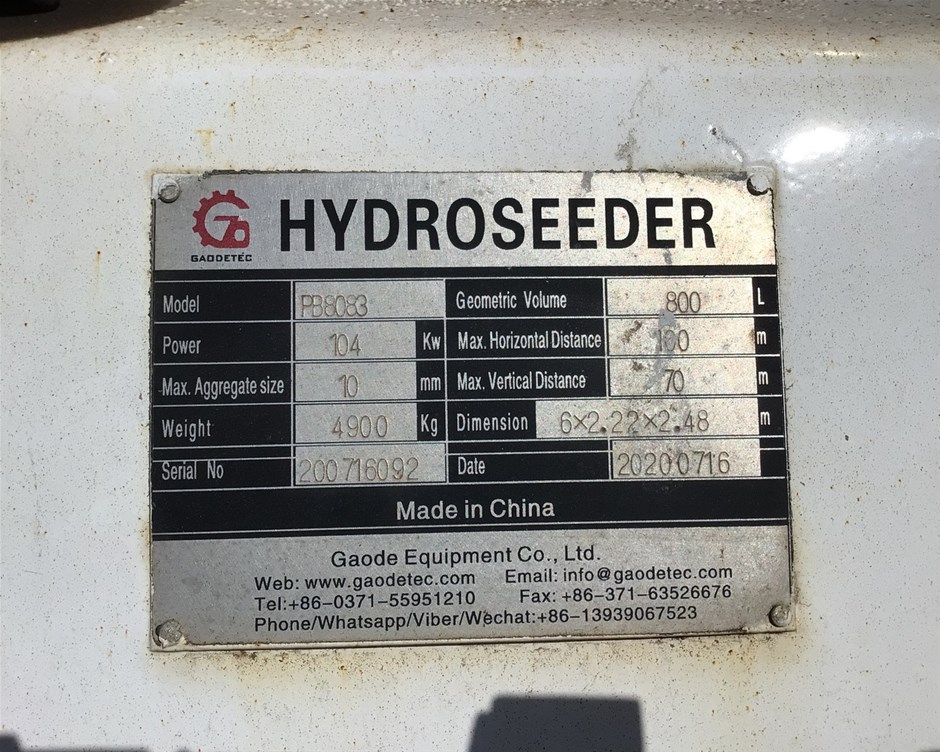 GAODETEC
HYDROSEEDER
Model PB8083 Geometric Volume 800 L
Power 104 Kw Max. Horizontal Distance 100 m
Max. Aggregate size 10 mm Max. Vertical Distance 70 m
Weight 4900 Kg Dimension 6×2.22×2.48 m
Serial No 200716092 Date 20200716
Made in China
Gaode Equipment Co., Ltd.
Web: www.gaodetec.com Email: info@gaodetec.com
Tel:+86-0371-55951210 Fax: +86-371-63526676
Phone/Whatsapp/Viber/Wechat:+86-13939067523